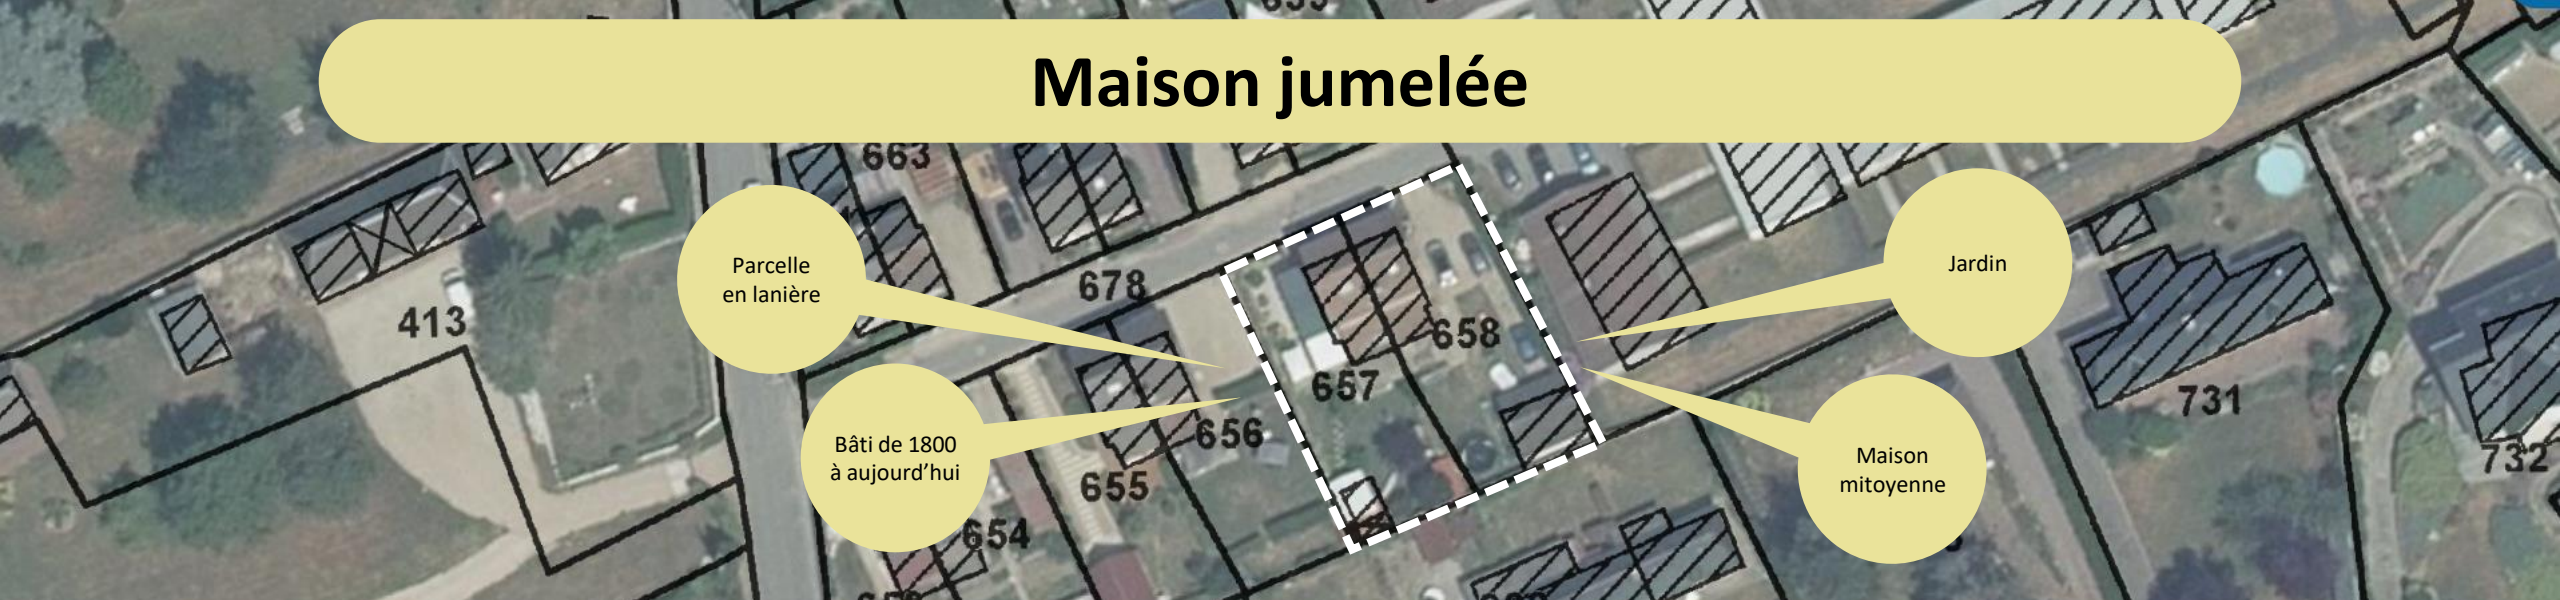 Maison jumelée
663
Parcelle
en lanière
Jardin
678
413
658
657
731
656
Bâti de 1800
à aujourd’hui
Maison
mitoyenne
732
655
654